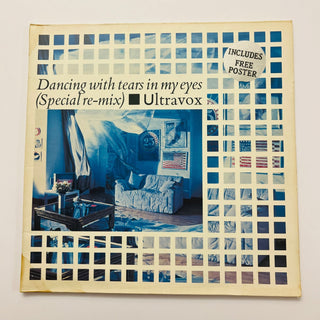 INCLUDES
FREE
POSTER
Dancing with tears in my eyes
(Special re-mix) ■ Ultravox